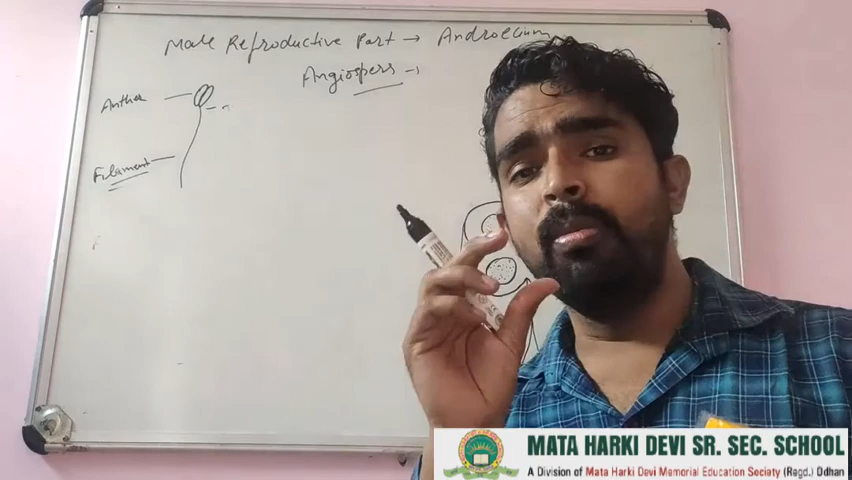 Male Reproductive Part → Androecium
Angiospers →
Anther
Filament
MATA HARKI DEVI SR. SEC. SCHOOL
A Division of Mata Harki Devi Memorial Education Society (Regd.) Odhan